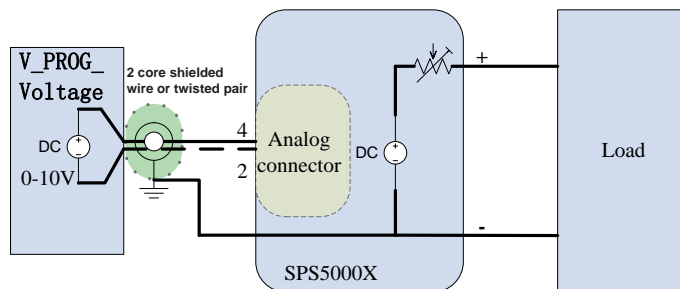 V_PROG_
Voltage
DC
0-10V
2 core shielded
wire or twisted pair
4
2
Analog
connector
DC
+
-
SPS5000X
Load